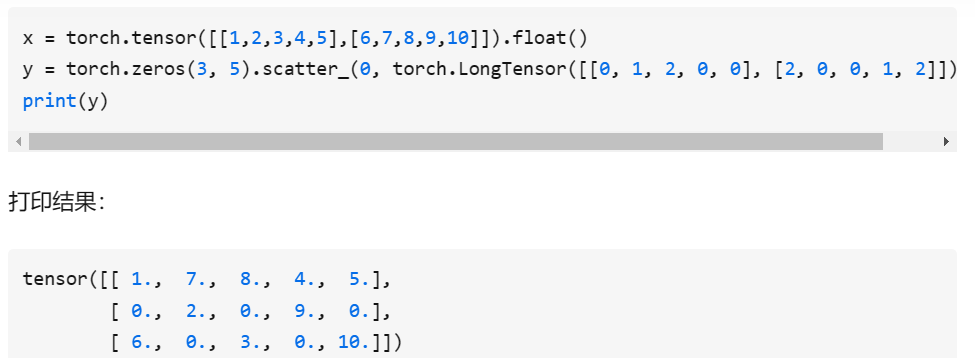 x = torch.tensor([[1,2,3,4,5],[6,7,8,9,10]]).float()
y = torch.zeros(3, 5).scatter_(0, torch.LongTensor([[0, 1, 2, 0, 0], [2, 0, 0, 1, 2]])
print(y)
打印结果：
tensor([[ 1.,  7.,  8.,  4.,  5.],
        [ 0.,  2.,  0.,  9.,  0.],
        [ 6.,  0.,  3.,  0., 10.]])